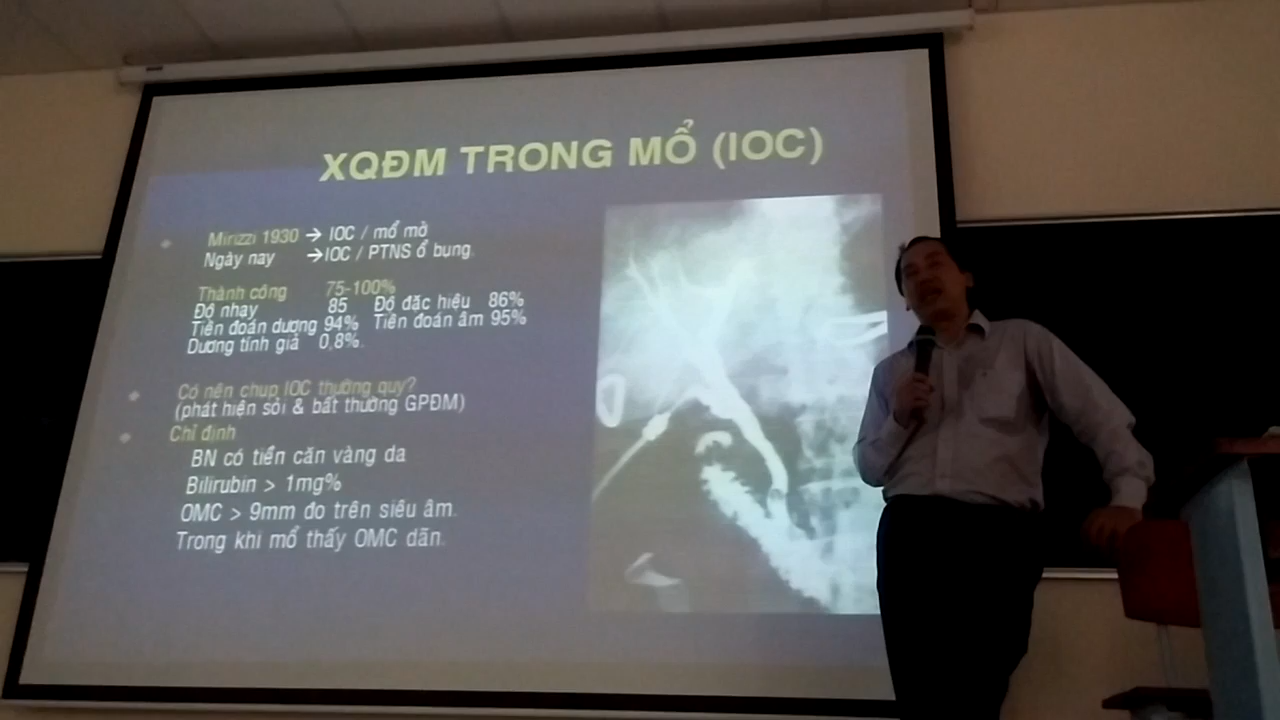 XQĐM TRONG MỔ (IOC)
Mirizzi 1930 → IOC / mổ mở
Ngày nay →IOC / PTNS ổ bụng.
Thành công 75-100%
Độ nhạy 85 Độ đặc hiệu 86%
Tiên đoán dương 94% Tiên đoán âm 95%
Dương tính giả 0,8%.
Có nên chụp IOC thường quy?
(phát hiện sỏi & bất thường GPĐM)
Chỉ định
BN có tiền căn vàng da
Bilirubin > 1mg%
OMC > 9mm đo trên siêu âm.
Trong khi mổ thấy OMC dãn.